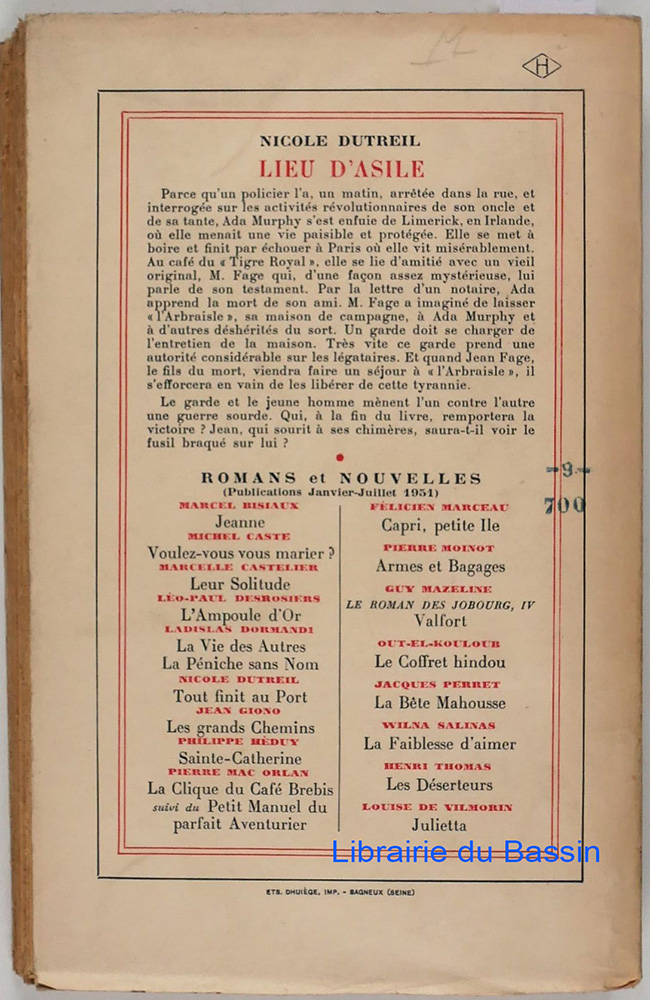 H
NICOLE DUTREIL
LIEU D'ASILE
Parce qu'un policier l'a, un matin, arrêtée dans la rue, et
interrogée sur les activités révolutionnaires de son oncle et
de sa tante, Ada Murphy s'est enfuie de Limerick, en Irlande,
où elle menait une vie paisible et protégée. Elle se met à
boire et finit par échouer à Paris où elle vit misérablement.
Au café du « Tigre Royal », elle se lie d'amitié avec un vieil
original, M. Fage qui, d'une façon assez mystérieuse, lui
parle de son testament. Par la lettre d'un notaire, Ada
apprend la mort de son ami. M. Fage a imaginé de laisser
« l'Arbraisle », sa maison de campagne, à Ada Murphy et
à d'autres déshérités du sort. Un garde doit se charger de
l'entretien de la maison. Très vite ce garde prend une
autorité considérable sur les légataires. Et quand Jean Fage,
le fils du mort, viendra faire un séjour à « l'Arbraisle », il
s'efforcera en vain de les libérer de cette tyrannie.
Le garde et le jeune homme mènent l'un contre l'autre
une guerre sourde. Qui, à la fin du livre, remportera la
victoire ? Jean, qui sourit à ses chimères, saura-t-il voir le
fusil braqué sur lui ?
ROMANS et NOUVELLES
(Publications Janvier-Juillet 1951)
MARCEL BISIAUX
Jeanne
MICHEL CASTE
Voulez-vous vous marier ?
MARCELLE CASTELIER
Leur Solitude
LÉO-PAUL DESROSIERS
L'Ampoule d'Or
LADISLAS DORMANDI
La Vie des Autres
La Péniche sans Nom
NICOLE DUTREIL
Tout finit au Port
JEAN GIONO
Les grands Chemins
PHILIPPE HÉDUY
Sainte-Catherine
PIERRE MAC ORLAN
La Clique du Café Brebis
suivi du Petit Manuel du
parfait Aventurier
FÉLICIEN MARCEAU
Capri, petite Ile
PIERRE MOINOT
Armes et Bagages
GUY MAZELINE
LE ROMAN DES JOBOURG, IV
Valfort
OUT-EL-KOULOUB
Le Coffret hindou
JACQUES PERRET
La Bête Mahousse
WILNA SALINAS
La Faiblesse d'aimer
HENRI THOMAS
Les Déserteurs
LOUISE DE VILMORIN
Julietta
-9-
700
Librairie du Bassin
ETS. DHUIÈGE, IMP. - BAGNEUX (SEINE)